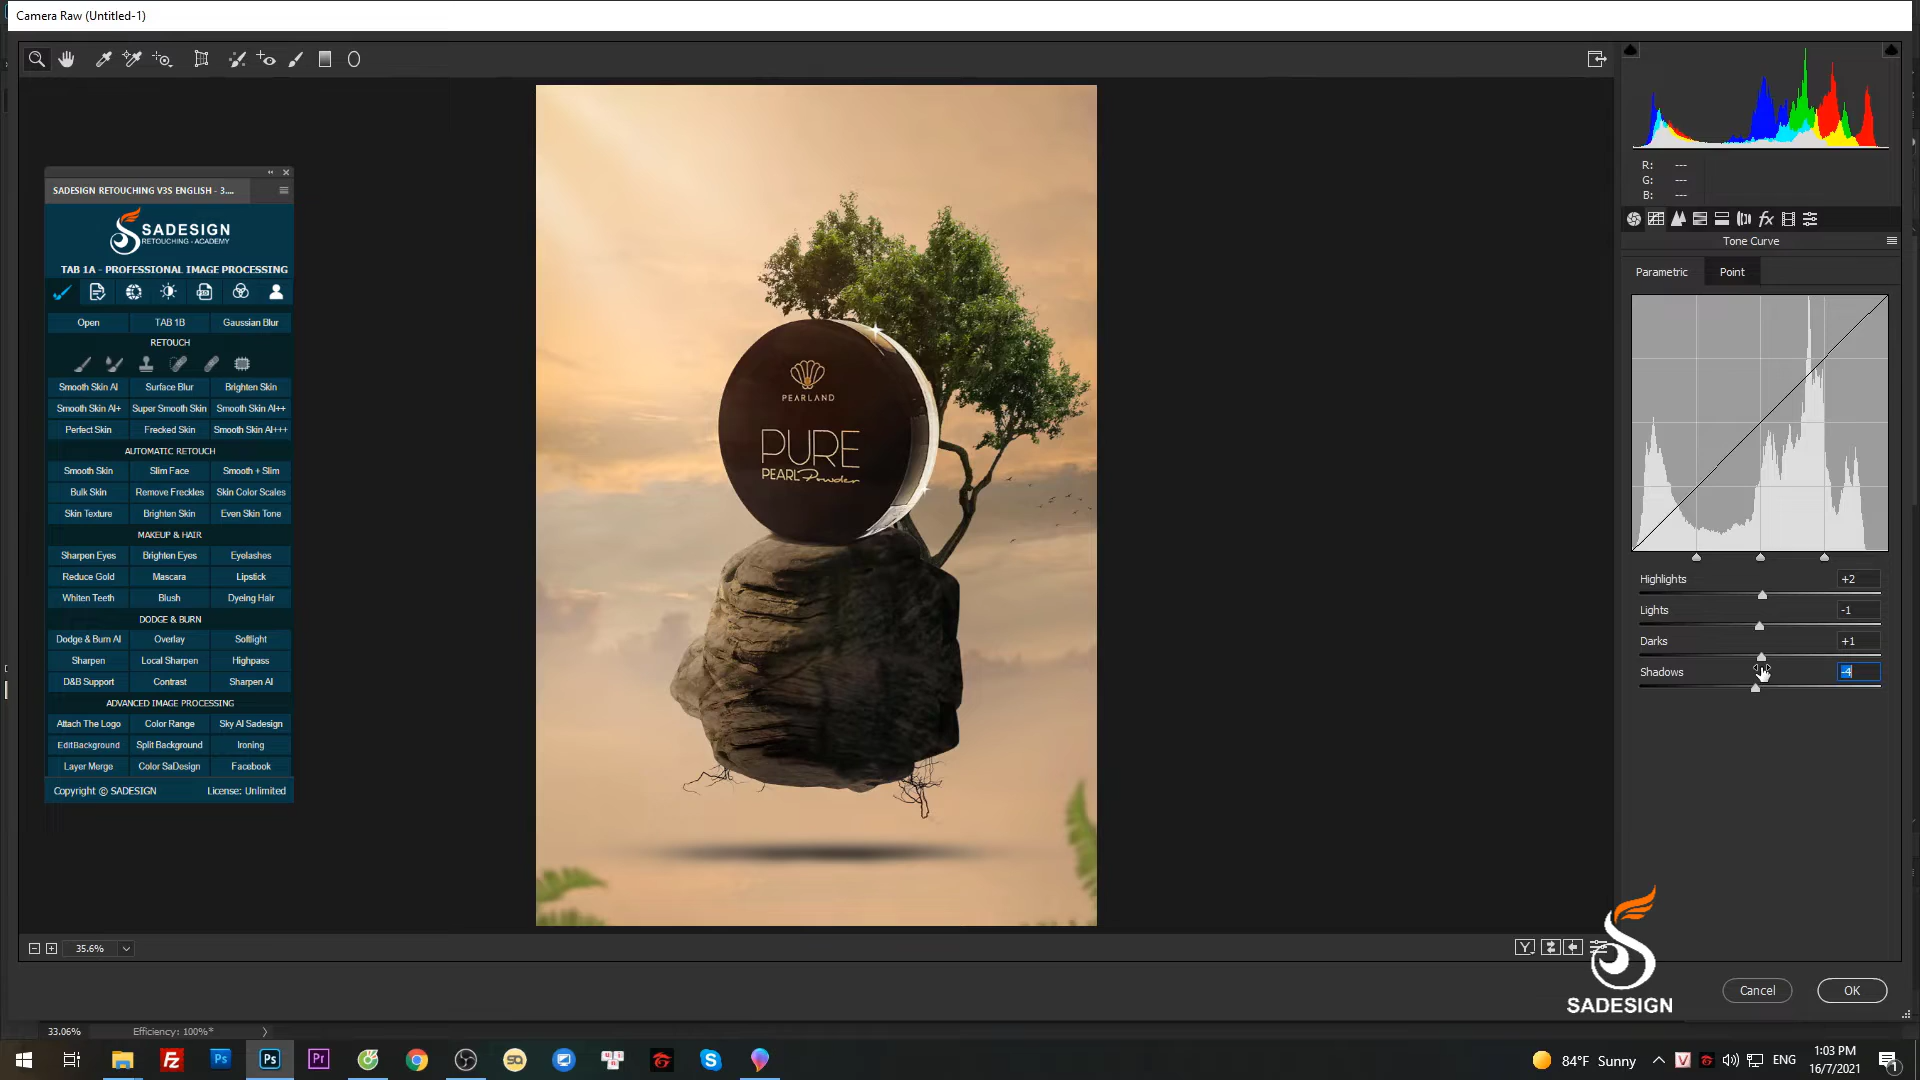 Camera Raw (Untitled-1)
SADESIGN RETOUCHING V3S ENGLISH - 3....
SADESIGN
RETOUCHING - ACADEMY
TAB 1A - PROFESSIONAL IMAGE PROCESSING
Open TAB 1B Gaussian Blur
RETOUCH
Smooth Skin AI Surface Blur Brighten Skin
Smooth Skin AI+ Super Smooth Skin Smooth Skin AI++
Perfect Skin Frecked Skin Smooth Skin AI+++
AUTOMATIC RETOUCH
Smooth Skin Slim Face Smooth + Slim
Bulk Skin Remove Freckles Skin Color Scales
Skin Texture Brighten Skin Even Skin Tone
MAKEUP & HAIR
Sharpen Eyes Brighten Eyes Eyelashes
Reduce Gold Mascara Lipstick
Whiten Teeth Blush Dyeing Hair
DODGE & BURN
Dodge & Burn AI Overlay Softlight
Sharpen Local Sharpen Highpass
D&B Support Contrast Sharpen AI
ADVANCED IMAGE PROCESSING
Attach The Logo Color Range Sky AI Sadesign
Edit Background Split Background Ironing
Layer Merge Color SaDesign Facebook
Copyright © SADESIGN License: Unlimited
PEARLAND
PURE
PEARL Powder
R: ---
G: ---
B: ---
Tone Curve
Parametric Point
Highlights +2
Lights -1
Darks +1
Shadows -4
35.6%
Y
SADESIGN
Cancel OK
33.06% Efficiency: 100%*
84°F Sunny ENG 1:03 PM
16/7/2021